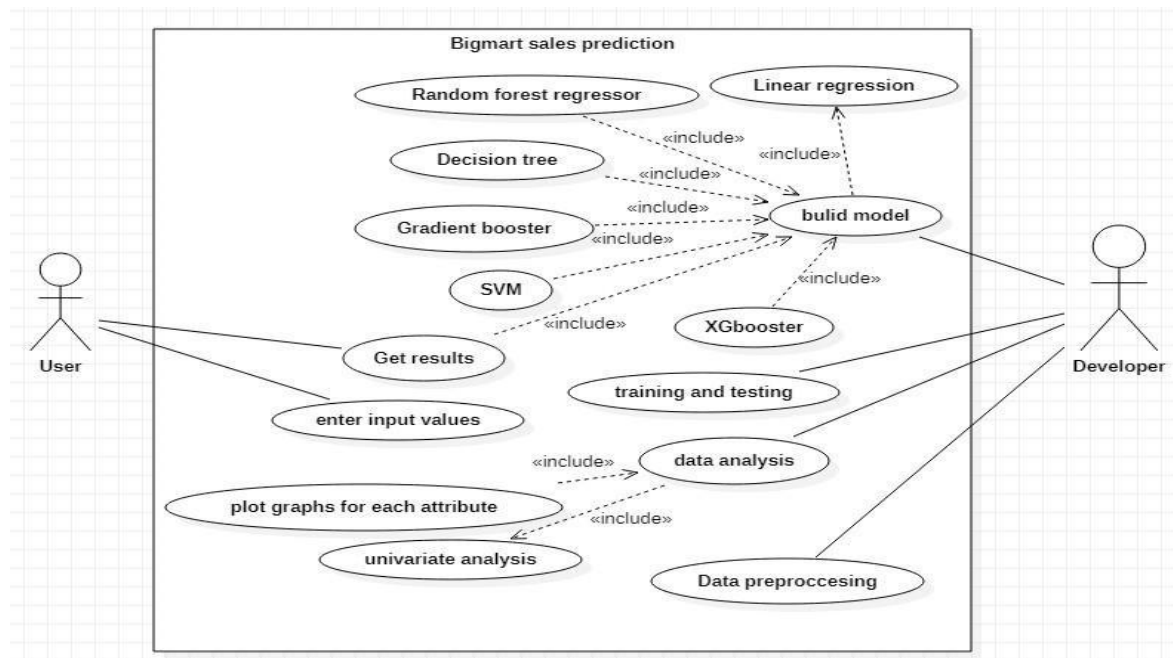 Bigmart sales prediction
Random forest regressor
Linear regression
«include»
«include»
Decision tree
«include»
«include»
bulid model
Gradient booster
«include»
SVM
«include»
«include»
XGbooster
Get results
User
Developer
training and testing
enter input values
data analysis
«include»
plot graphs for each attribute
«include»
univariate analysis
Data preproccesing